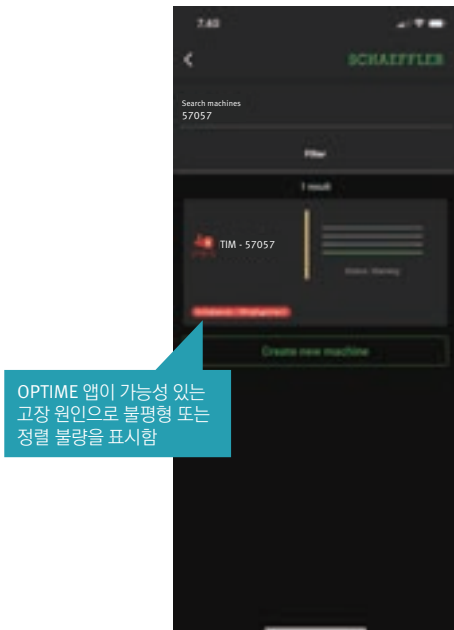 SCHAEFFLER
Search machines
57057
Filter
1 result
TIM - 57057
Status: Warning
Create new machine
OPTIME 앱이 가능성 있는
고장 원인으로 불평형 또는
정렬 불량을 표시함